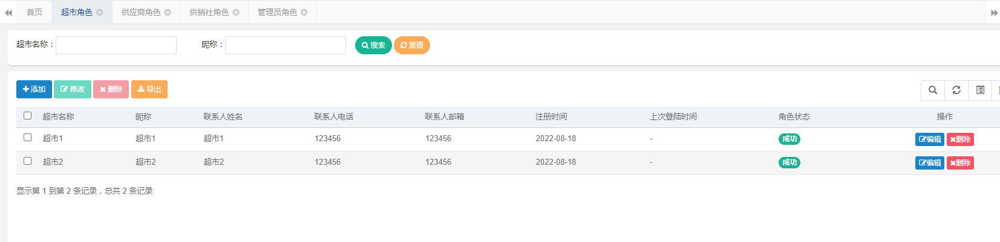 首页 超市角色 供应商角色 供销社角色 管理员角色
超市名称： 昵称： 搜索 重置
添加 修改 删除 导出
超市名称 昵称 联系人姓名 联系人电话 联系人邮箱 注册时间 上次登陆时间 角色状态 操作
超市1 超市1 超市1 123456 123456 2022-08-18 - 成功 编辑 删除
超市2 超市2 超市2 123456 123456 2022-08-18 - 成功 编辑 删除
显示第 1 到第 2 条记录，总共 2 条记录